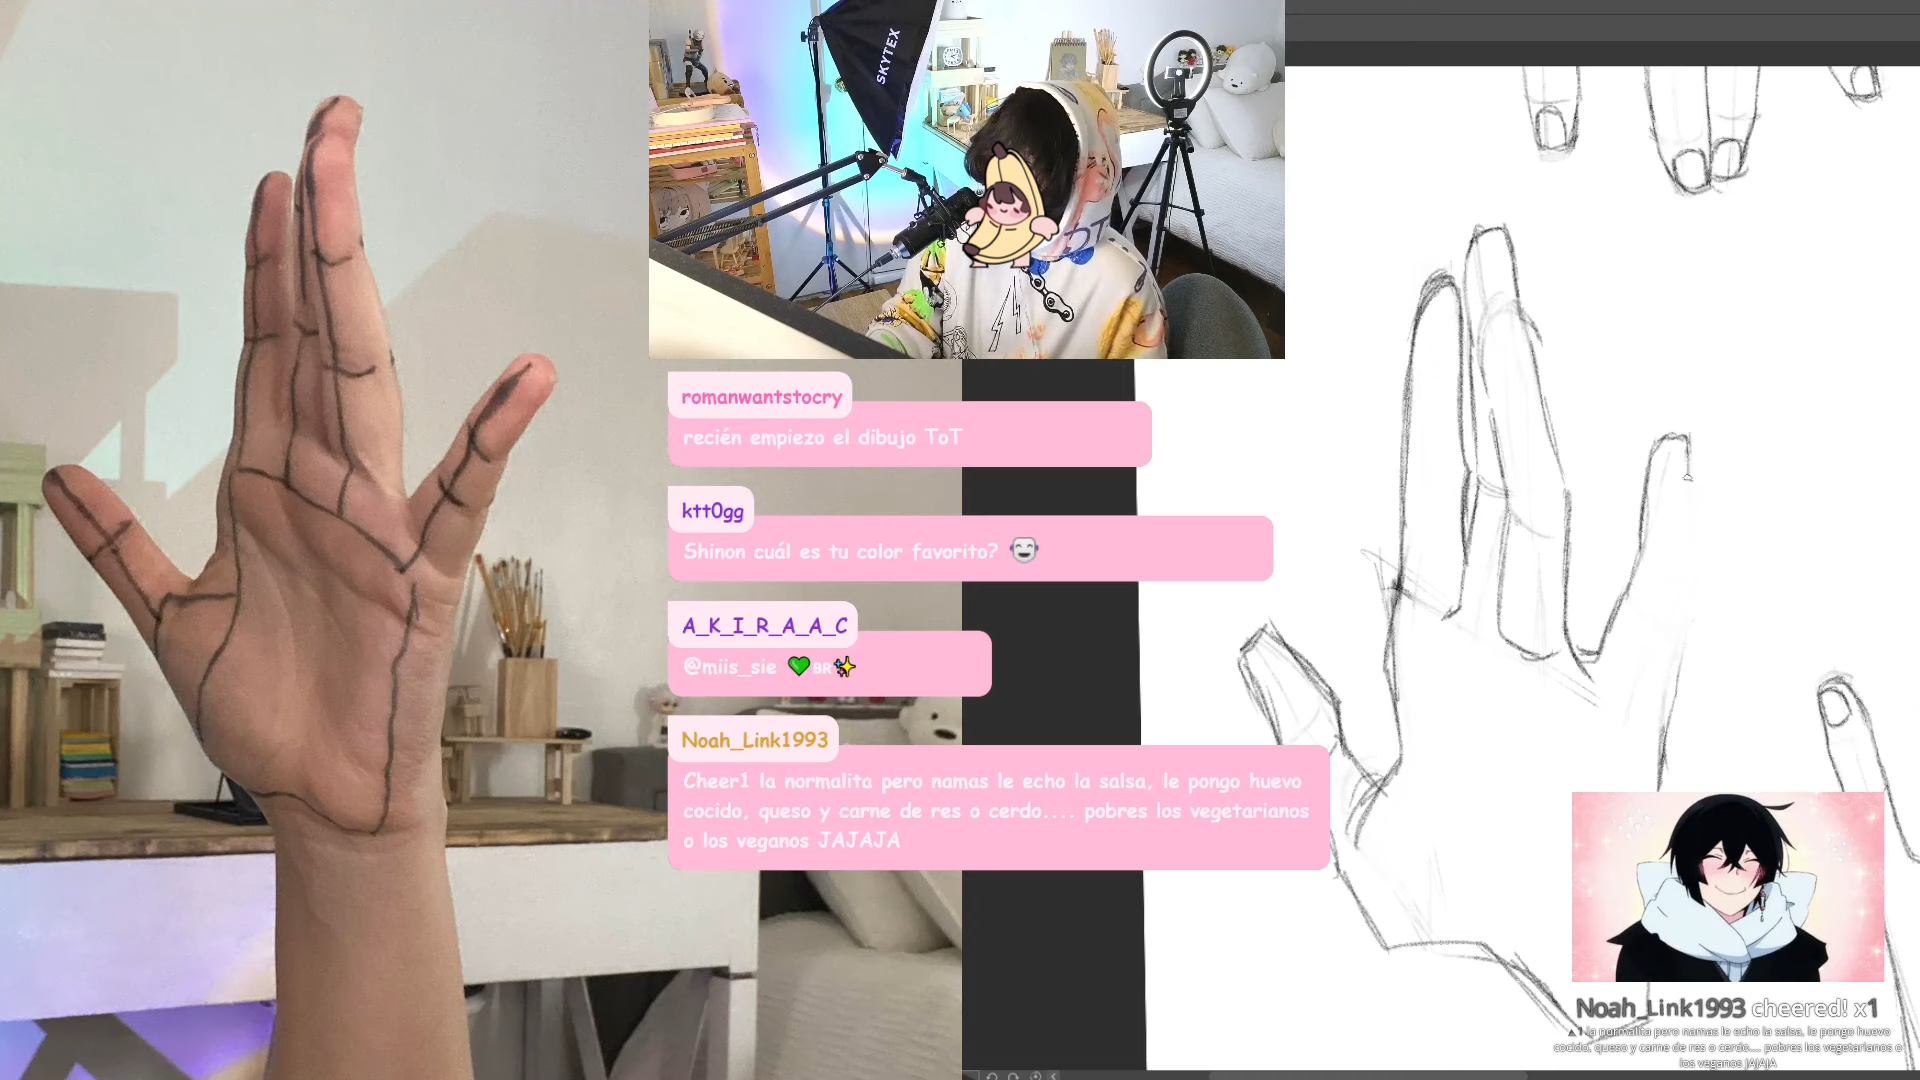 SKYTEX
romanwantstocry
recién empiezo el dibujo ToT
ktt0gg
Shinon cuál es tu color favorito?
A_K_I_R_A_A_C
@miis_sie 💚 BR✨
Noah_Link1993
Cheer1 la normalita pero namas le echo la salsa, le pongo huevo
cocido, queso y carne de res o cerdo.... pobres los vegetarianos
o los veganos JAJAJA
Noah_Link1993 cheered! x1
▲1 la normalita pero namas le echo la salsa, le pongo huevo
cocido, queso y carne de res o cerdo.... pobres los vegetarianos o
los veganos JAJAJA